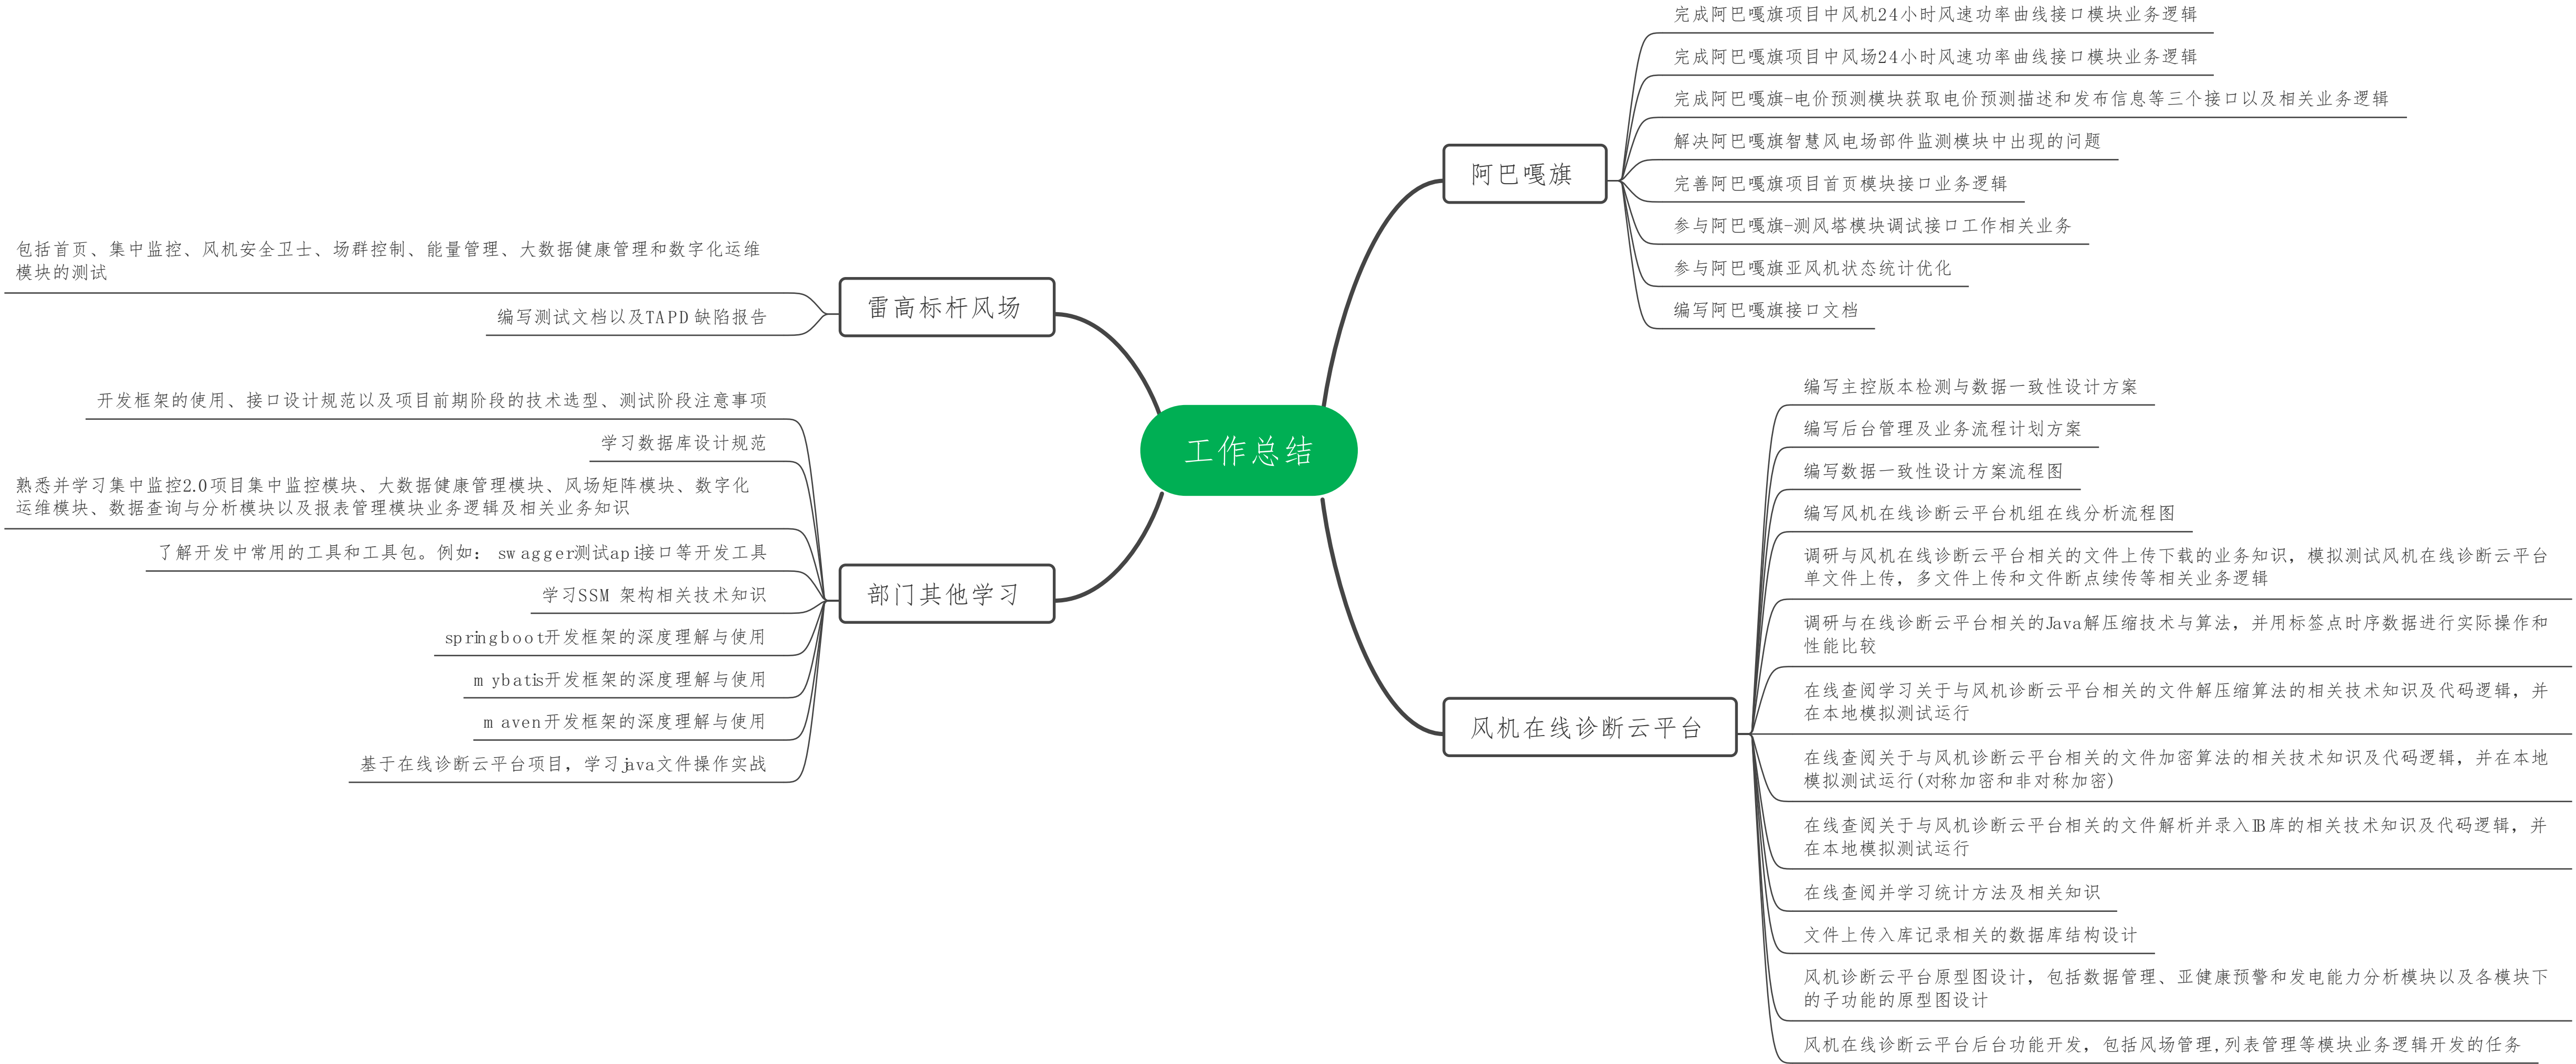 工作总结
阿巴嘎旗
完成阿巴嘎旗项目中风机24小时风速功率曲线接口模块业务逻辑
完成阿巴嘎旗项目中风场24小时风速功率曲线接口模块业务逻辑
完成阿巴嘎旗-电价预测模块获取电价预测描述和发布信息等三个接口以及相关业务逻辑
解决阿巴嘎旗智慧风电场部件监测模块中出现的问题
完善阿巴嘎旗项目首页模块接口业务逻辑
参与阿巴嘎旗-测风塔模块调试接口工作相关业务
参与阿巴嘎旗亚风机状态统计优化
编写阿巴嘎旗接口文档
风机在线诊断云平台
编写主控版本检测与数据一致性设计方案
编写后台管理及业务流程计划方案
编写数据一致性设计方案流程图
编写风机在线诊断云平台机组在线分析流程图
调研与风机在线诊断云平台相关的文件上传下载的业务知识，模拟测试风机在线诊断云平台
单文件上传，多文件上传和文件断点续传等相关业务逻辑
调研与在线诊断云平台相关的Java解压缩技术与算法，并用标签点时序数据进行实际操作和
性能比较
在线查阅学习关于与风机诊断云平台相关的文件解压缩算法的相关技术知识及代码逻辑，并
在本地模拟测试运行
在线查阅关于与风机诊断云平台相关的文件加密算法的相关技术知识及代码逻辑，并在本地
模拟测试运行(对称加密和非对称加密)
在线查阅关于与风机诊断云平台相关的文件解析并录入IB库的相关技术知识及代码逻辑，并
在本地模拟测试运行
在线查阅并学习统计方法及相关知识
文件上传入库记录相关的数据库结构设计
风机诊断云平台原型图设计，包括数据管理、亚健康预警和发电能力分析模块以及各模块下
的子功能的原型图设计
风机在线诊断云平台后台功能开发，包括风场管理,列表管理等模块业务逻辑开发的任务
雷高标杆风场
包括首页、集中监控、风机安全卫士、场群控制、能量管理、大数据健康管理和数字化运维
模块的测试
编写测试文档以及TAPD缺陷报告
部门其他学习
开发框架的使用、接口设计规范以及项目前期阶段的技术选型、测试阶段注意事项
学习数据库设计规范
熟悉并学习集中监控2.0项目集中监控模块、大数据健康管理模块、风场矩阵模块、数字化
运维模块、数据查询与分析模块以及报表管理模块业务逻辑及相关业务知识
了解开发中常用的工具和工具包。例如： swagger测试api接口等开发工具
学习SSM 架构相关技术知识
springboot开发框架的深度理解与使用
mybatis开发框架的深度理解与使用
maven开发框架的深度理解与使用
基于在线诊断云平台项目，学习java文件操作实战